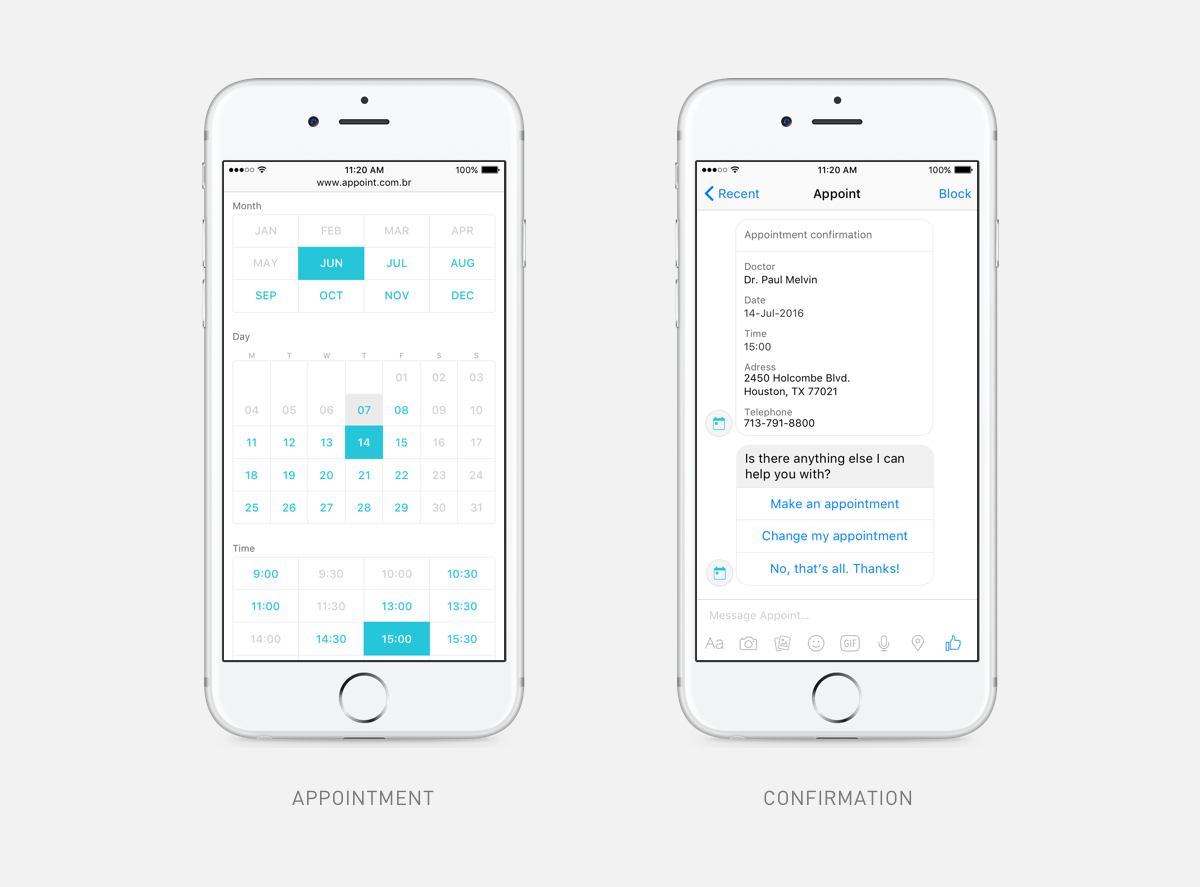 11:20 AM 100%
www.appoint.com.br
Month
JAN FEB MAR APR
MAY JUN JUL AUG
SEP OCT NOV DEC
Day
M T W T F S S
01 02 03
04 05 06 07 08 09 10
11 12 13 14 15 16 17
18 19 20 21 22 23 24
25 26 27 28 29 30 31
Time
9:00 9:30 10:00 10:30
11:00 11:30 13:00 13:30
14:00 14:30 15:00 15:30
APPOINTMENT
11:20 AM 100%
Recent Appoint Block
Appointment confirmation
Doctor
Dr. Paul Melvin
Date
14-Jul-2016
Time
15:00
Adress
2450 Holcombe Blvd.
Houston, TX 77021
Telephone
713-791-8800
Is there anything else I can
help you with?
Make an appointment
Change my appointment
No, that's all. Thanks!
Message Appoint...
Aa GIF
CONFIRMATION